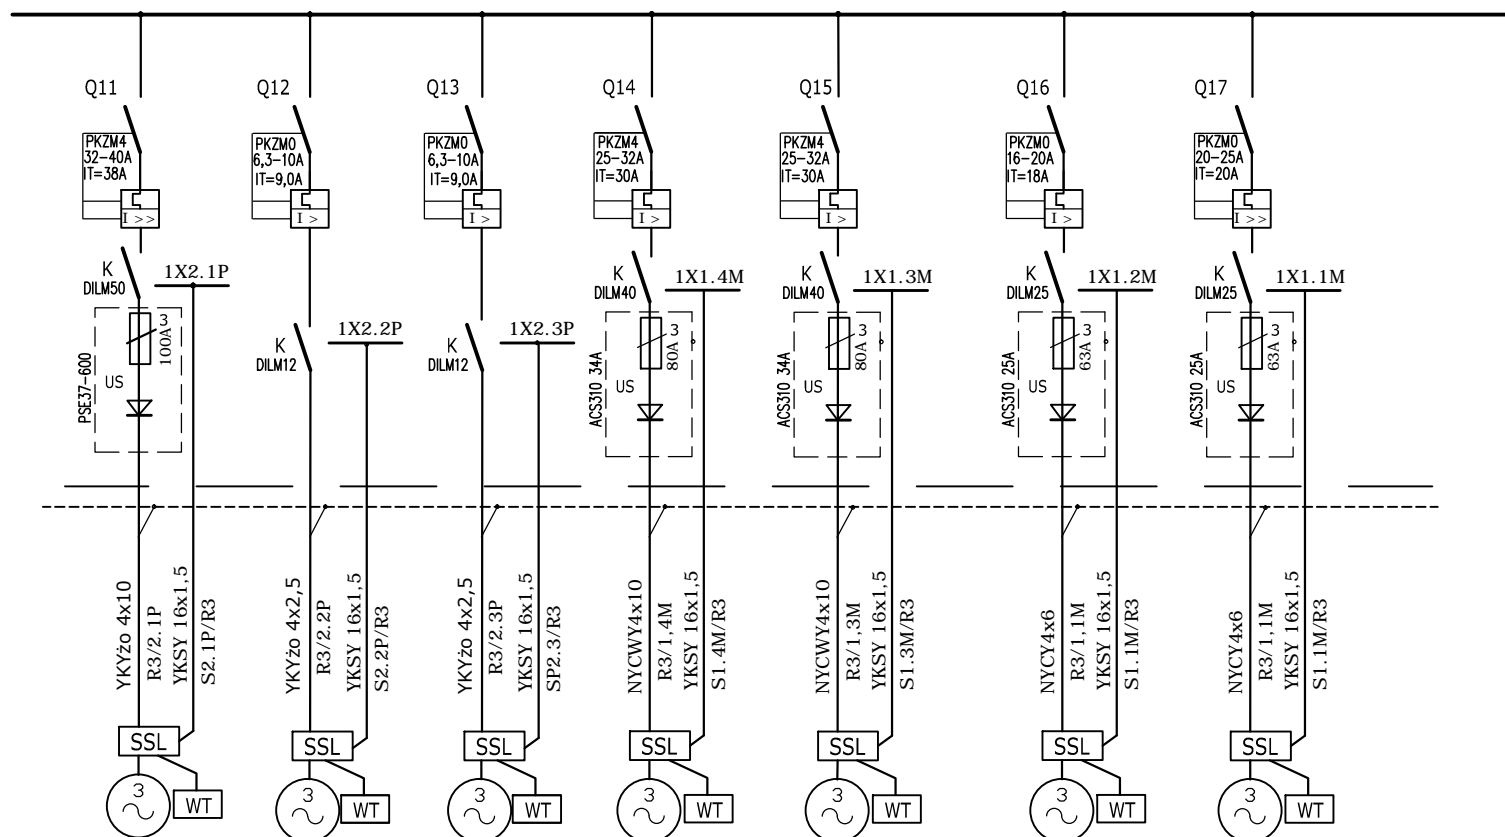 Q11
PKZM4
32-40A
IT=38A
I >>
K
DILM50
1X2.1P
3
100A
PSE37-600
US
YKYżo 4x10
R3/2.1P
YKSY 16x1,5
S2.1P/R3
SSL
3
WT
Q12
PKZM0
6,3-10A
IT=9,0A
I >
K
DILM12
1X2.2P
YKYżo 4x2,5
R3/2.2P
YKSY 16x1,5
S2.2P/R3
SSL
3
WT
Q13
PKZM0
6,3-10A
IT=9,0A
I >
K
DILM12
1X2.3P
YKYżo 4x2,5
R3/2.3P
YKSY 16x1,5
SP2.3/R3
SSL
3
WT
Q14
PKZM4
25-32A
IT=30A
I >
K
DILM40
1X1.4M
3
80A
ACS310 34A
US
NYCWY4x10
R3/1,4M
YKSY 16x1,5
S1.4M/R3
SSL
3
WT
Q15
PKZM4
25-32A
IT=30A
I >
K
DILM40
1X1.3M
3
80A
ACS310 34A
US
NYCWY4x10
R3/1,3M
YKSY 16x1,5
S1.3M/R3
SSL
3
WT
Q16
PKZM0
16-20A
IT=18A
I >
K
DILM25
1X1.2M
3
63A
ACS310 25A
US
NYCY4x6
R3/1,1M
YKSY 16x1,5
S1.1M/R3
SSL
3
WT
Q17
PKZM0
20-25A
IT=20A
I >>
K
DILM25
1X1.1M
3
63A
ACS310 25A
US
NYCY4x6
R3/1,1M
YKSY 16x1,5
S1.1M/R3
SSL
3
WT